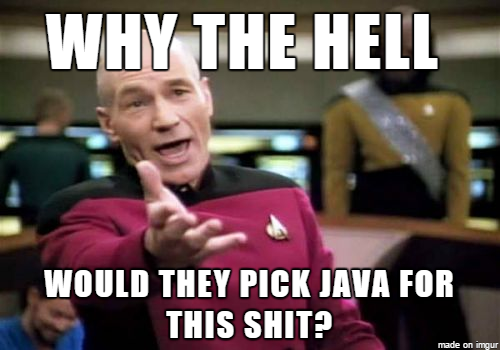 WHY THE HELL
WOULD THEY PICK JAVA FOR
THIS SHIT?
made on imgur